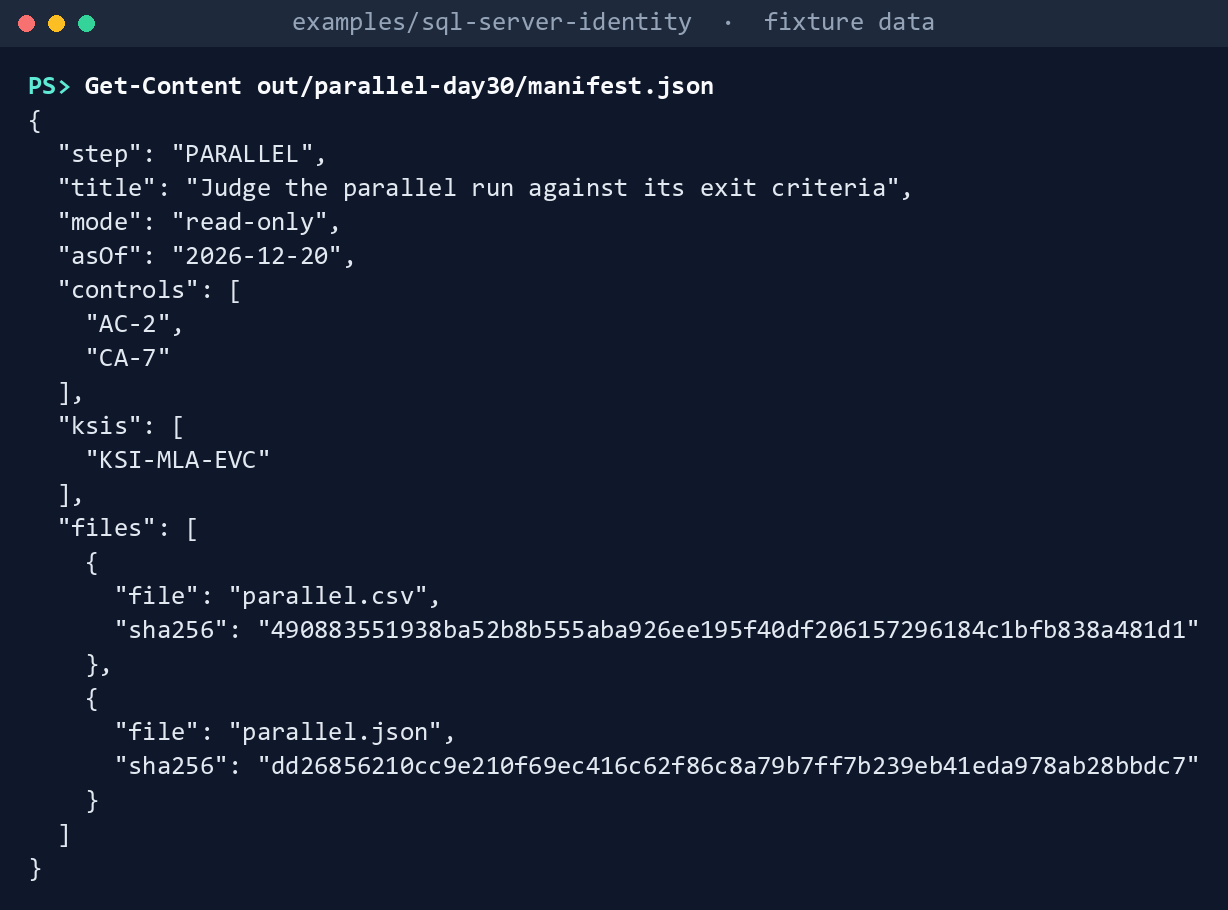 examples/sql-server-identity · fixture data
PS> Get-Content out/parallel-day30/manifest.json
{
  "step": "PARALLEL",
  "title": "Judge the parallel run against its exit criteria",
  "mode": "read-only",
  "asOf": "2026-12-20",
  "controls": [
    "AC-2",
    "CA-7"
  ],
  "ksis": [
    "KSI-MLA-EVC"
  ],
  "files": [
    {
      "file": "parallel.csv",
      "sha256": "490883551938ba52b8b555aba926ee195f40df206157296184c1bfb838a481d1"
    },
    {
      "file": "parallel.json",
      "sha256": "dd26856210cc9e210f69ec416c62f86c8a79b7ff7b239eb41eda978ab28bbdc7"
    }
  ]
}